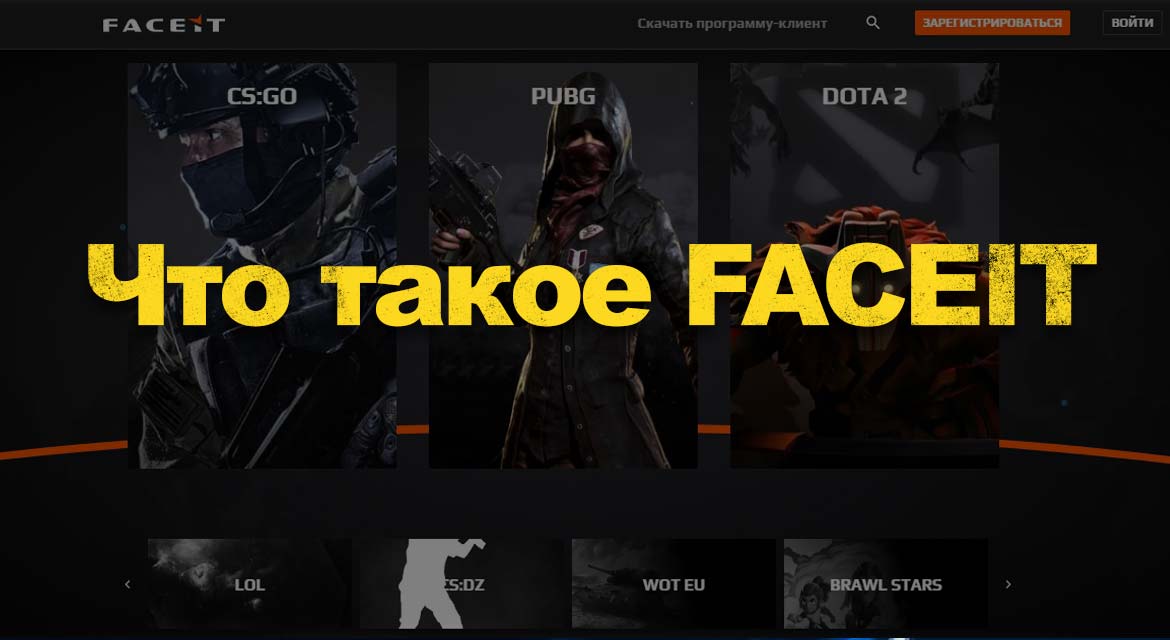 FACEIT
Скачать программу-клиент
ЗАРЕГИСТРИРОВАТЬСЯ
ВОЙТИ
CS:GO
PUBG
DOTA 2
Что такое FACEIT
LOL
CS:DZ
WOT EU
BRAWL STARS